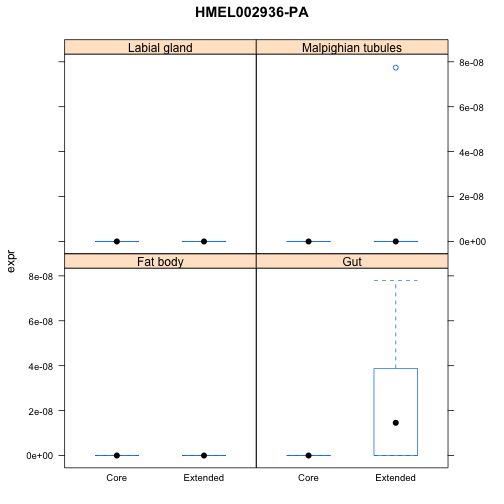 HMEL002936-PA
Labial gland
Malpighian tubules
8e-08
6e-08
4e-08
2e-08
0e+00
expr
Fat body
Gut
8e-08
6e-08
4e-08
2e-08
0e+00
Core
Extended
Core
Extended